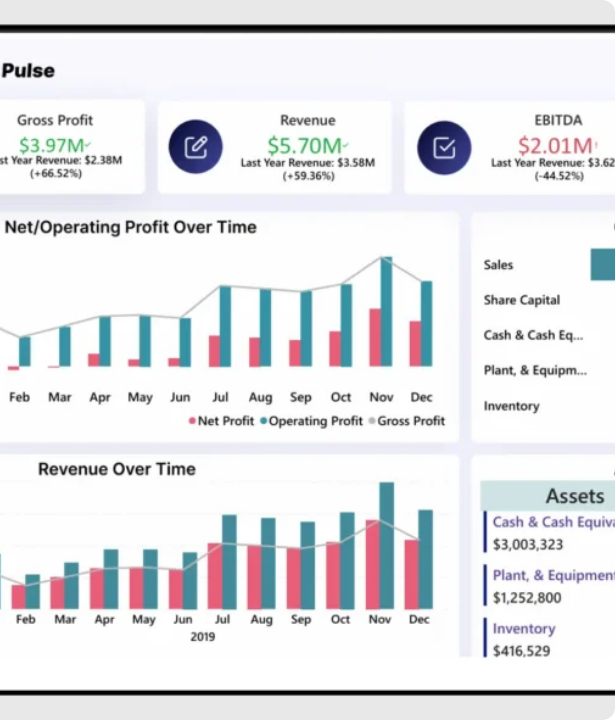 Pulse
Gross Profit
$3.97M
st Year Revenue: $2.38M
(+66.52%)
Revenue
$5.70M
Last Year Revenue: $3.58M
(+59.36%)
EBITDA
$2.01M
Last Year Revenue: $3.62
(-44.52%)
Net/Operating Profit Over Time
Feb Mar Apr May Jun Jul Aug Sep Oct Nov Dec
Net Profit Operating Profit Gross Profit
Sales
Share Capital
Cash & Cash Eq...
Plant, & Equipm...
Inventory
Revenue Over Time
Feb Mar Apr May Jun Jul Aug Sep Oct Nov Dec
2019
Assets
Cash & Cash Equiva
$3,003,323
Plant, & Equipment
$1,252,800
Inventory
$416,529